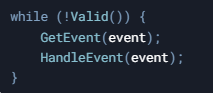 while (!Valid()) {
    GetEvent(event);
    HandleEvent(event);
}